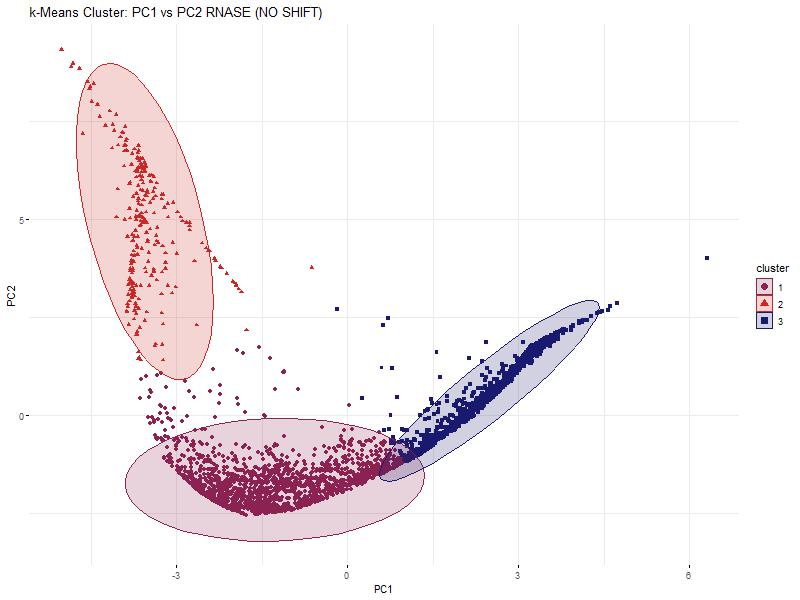 k-Means Cluster: PC1 vs PC2 RNASE (NO SHIFT)
PC2
5
0
-3
0
3
6
PC1
cluster
1
2
3